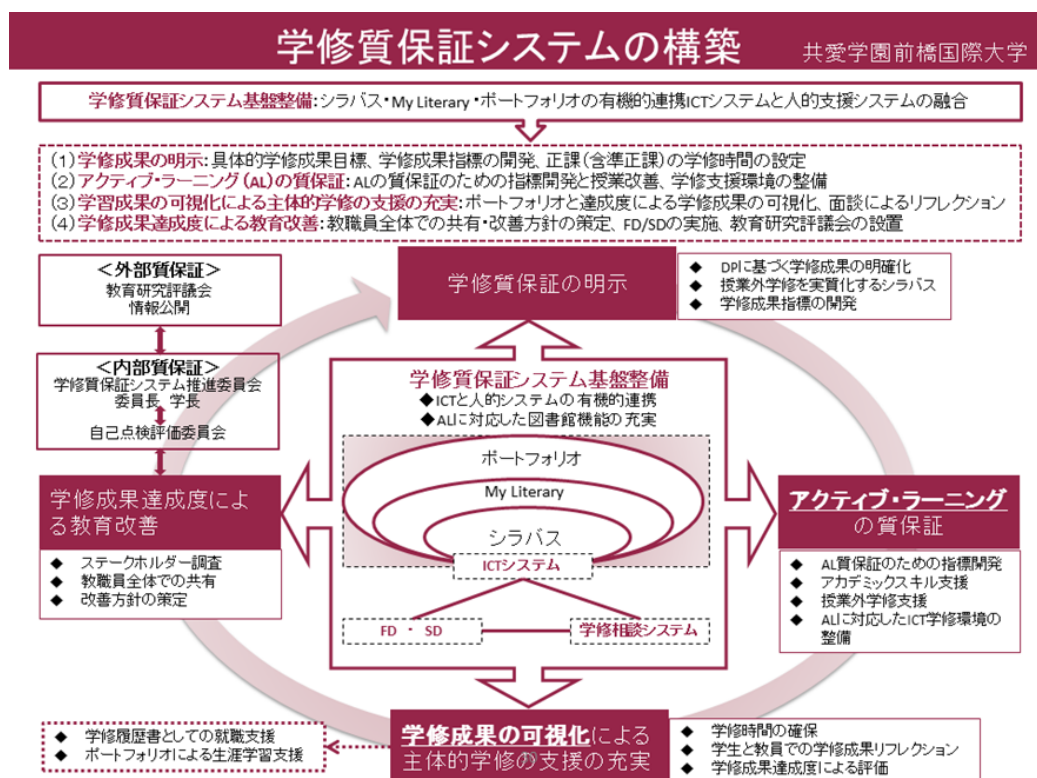 学修質保証システムの構築
共愛学園前橋国際大学
学修質保証システム基盤整備:シラバス・My Literary・ポートフォリオの有機的連携ICTシステムと人的支援システムの融合
(1)学修成果の明示:具体的学修成果目標、学修成果指標の開発、正課(含準正課)の学修時間の設定
(2)アクティブ・ラーニング(AL)の質保証:ALの質保証のための指標開発と授業改善、学修支援環境の整備
(3)学習成果の可視化による主体的学修の支援の充実:ポートフォリオと達成度による学修成果の可視化、面談によるリフレクション
(4)学修成果達成度による教育改善:教職員全体での共有・改善方針の策定、FD/SDの実施、教育研究評議会の設置
<外部質保証>
教育研究評議会
情報公開
学修質保証の明示
◆ DPに基づく学修成果の明確化
◆ 授業外学修を実質化するシラバス
◆ 学修成果指標の開発
<内部質保証>
学修質保証システム推進委員会
委員長 学長
自己点検評価委員会
学修質保証システム基盤整備
◆ICTと人的システムの有機的連携
◆ALに対応した図書館機能の充実
ポートフォリオ
My Literary
シラバス
ICTシステム
FD ・ SD
学修相談システム
学修成果達成度によ
る教育改善
◆ ステークホルダー調査
◆ 教職員全体での共有
◆ 改善方針の策定
アクティブ・ラーニング
の質保証
◆ AL質保証のための指標開発
◆ アカデミックスキル支援
◆ 授業外学修支援
◆ ALに対応したICT学修環境の
整備
◆ 学修履歴書としての就職支援
◆ ポートフォリオによる生涯学習支援
学修成果の可視化による
主体的学修の支援の充実
◆ 学修時間の確保
◆ 学生と教員での学修成果リフレクション
◆ 学修成果達成度による評価